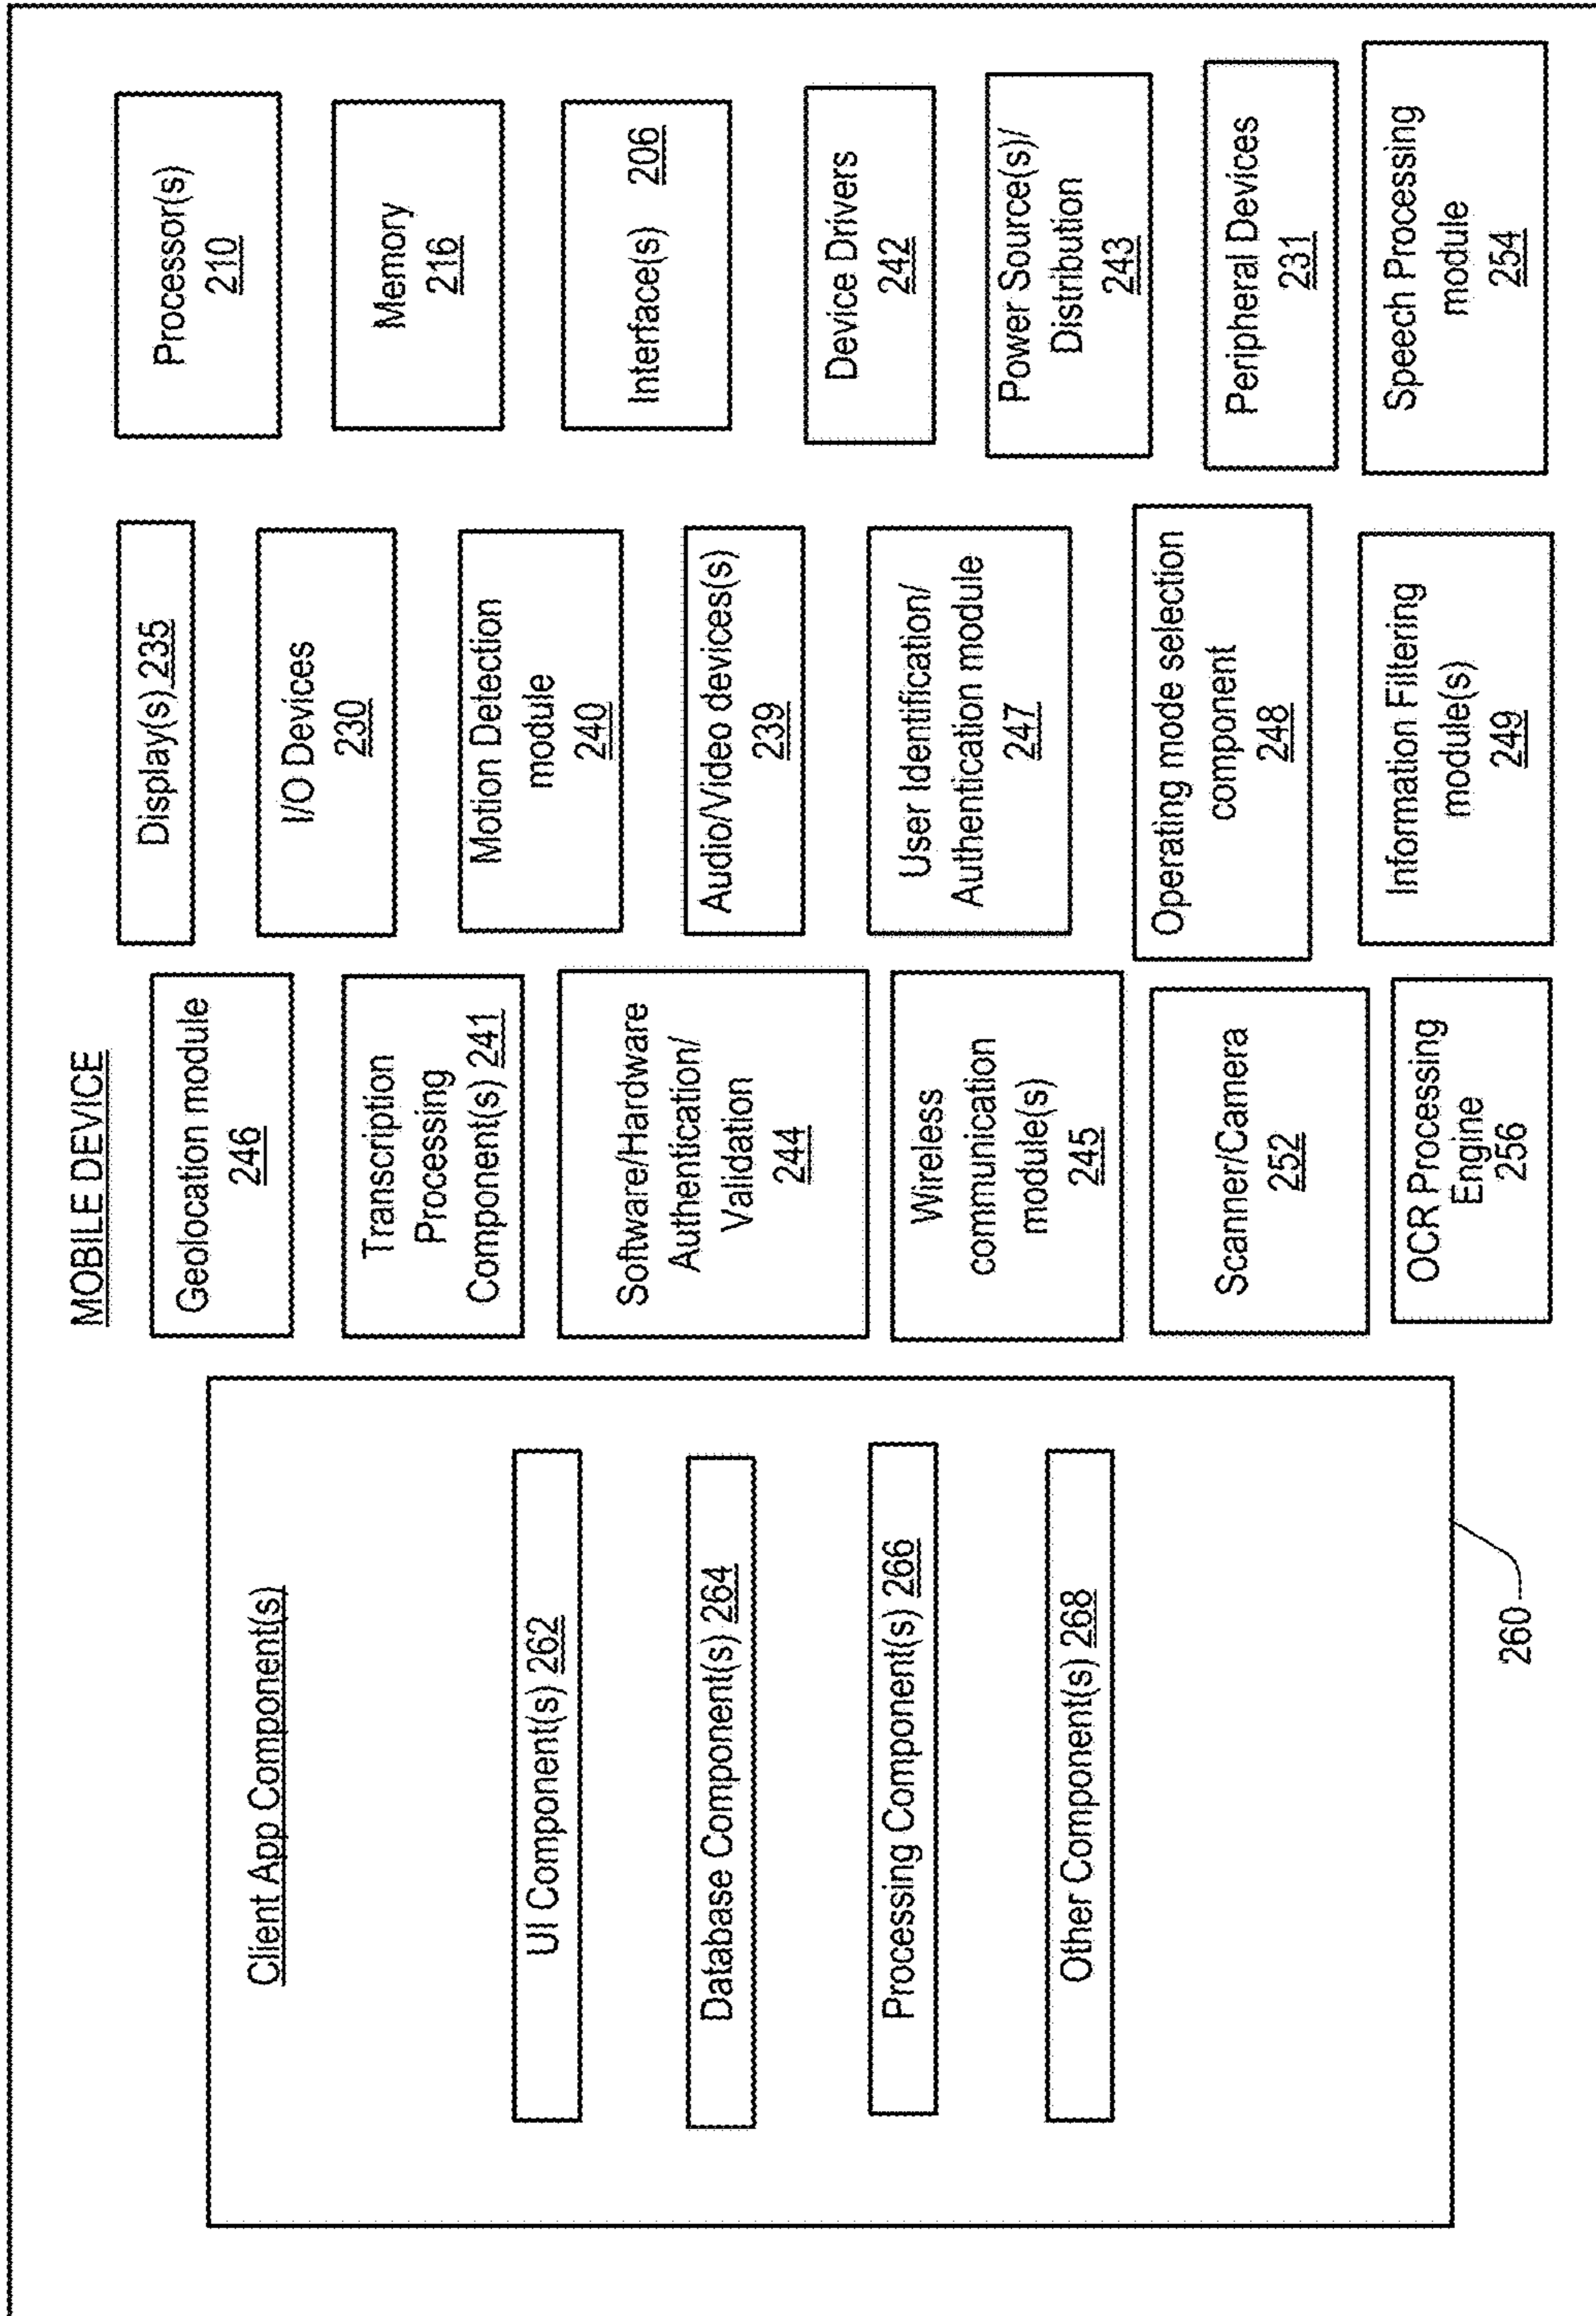 MOBILE DEVICE
Client App Component(s)
UI Component(s) 262
Database Component(s) 264
Processing Component(s) 266
Other Component(s) 268
260
Geolocation module
246
Transcription
Processing
Component(s) 241
Software/Hardware
Authentication/
Validation
244
Wireless
communication
module(s)
245
Scanner/Camera
252
OCR Processing
Engine
256
Display(s) 235
I/O Devices
230
Motion Detection
module
240
Audio/Video devices(s)
239
User Identification/
Authentication module
247
Operating mode selection
component
248
Information Filtering
module(s)
249
Processor(s)
210
Memory
216
Interface(s) 206
Device Drivers
242
Power Source(s)/
Distribution
243
Peripheral Devices
231
Speech Processing
module
254